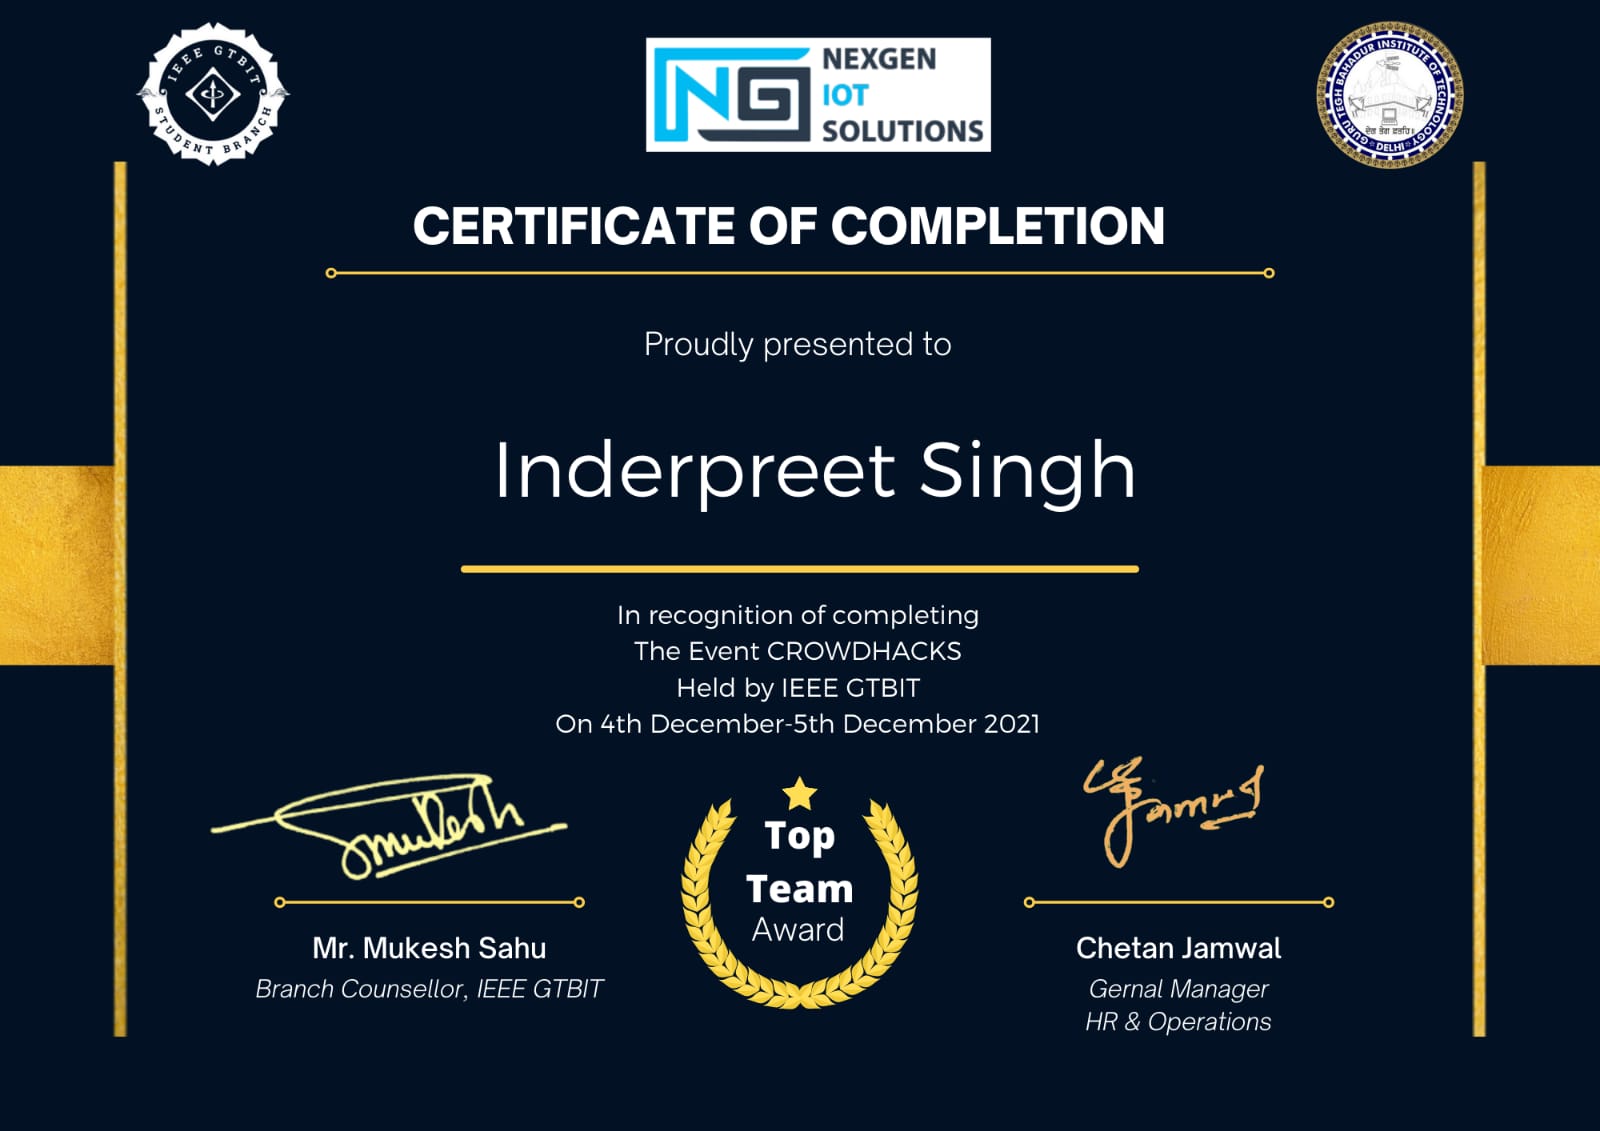 IEEE GTBIT
STUDENT BRANCH
NEXGEN
IOT
SOLUTIONS
NG
GURU TEGH BAHADUR INSTITUTE OF TECHNOLOGY
ਦੇਗ ਤੇਗ ਫ਼ਤਹਿ॥
DELHI
CERTIFICATE OF COMPLETION
Proudly presented to
Inderpreet Singh
In recognition of completing
The Event CROWDHACKS
Held by IEEE GTBIT
On 4th December-5th December 2021
Top
Team
Award
Mr. Mukesh Sahu
Branch Counsellor, IEEE GTBIT
Chetan Jamwal
Gernal Manager
HR & Operations